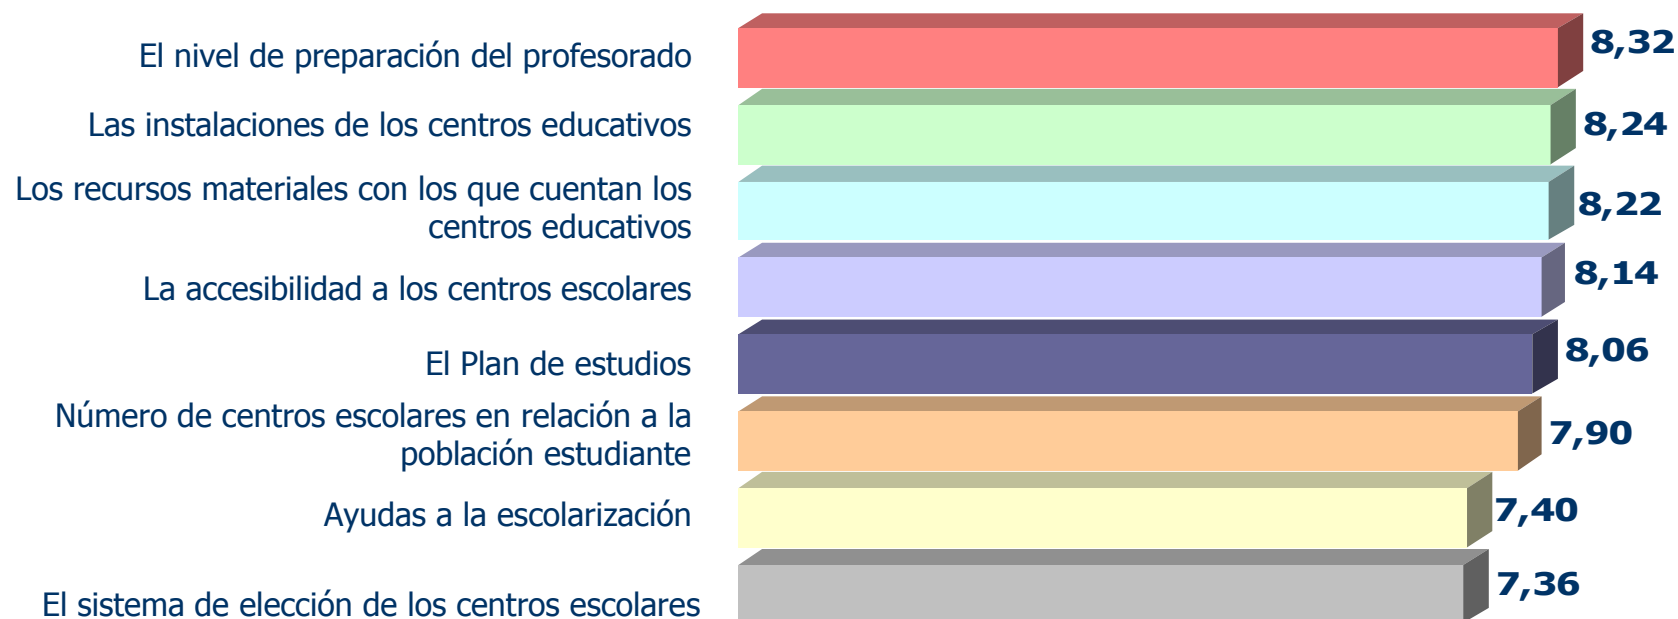 El nivel de preparación del profesorado
8,32
Las instalaciones de los centros educativos
8,24
Los recursos materiales con los que cuentan los
centros educativos
8,22
La accesibilidad a los centros escolares
8,14
El Plan de estudios
8,06
Número de centros escolares en relación a la
población estudiante
7,90
Ayudas a la escolarización
7,40
El sistema de elección de los centros escolares
7,36